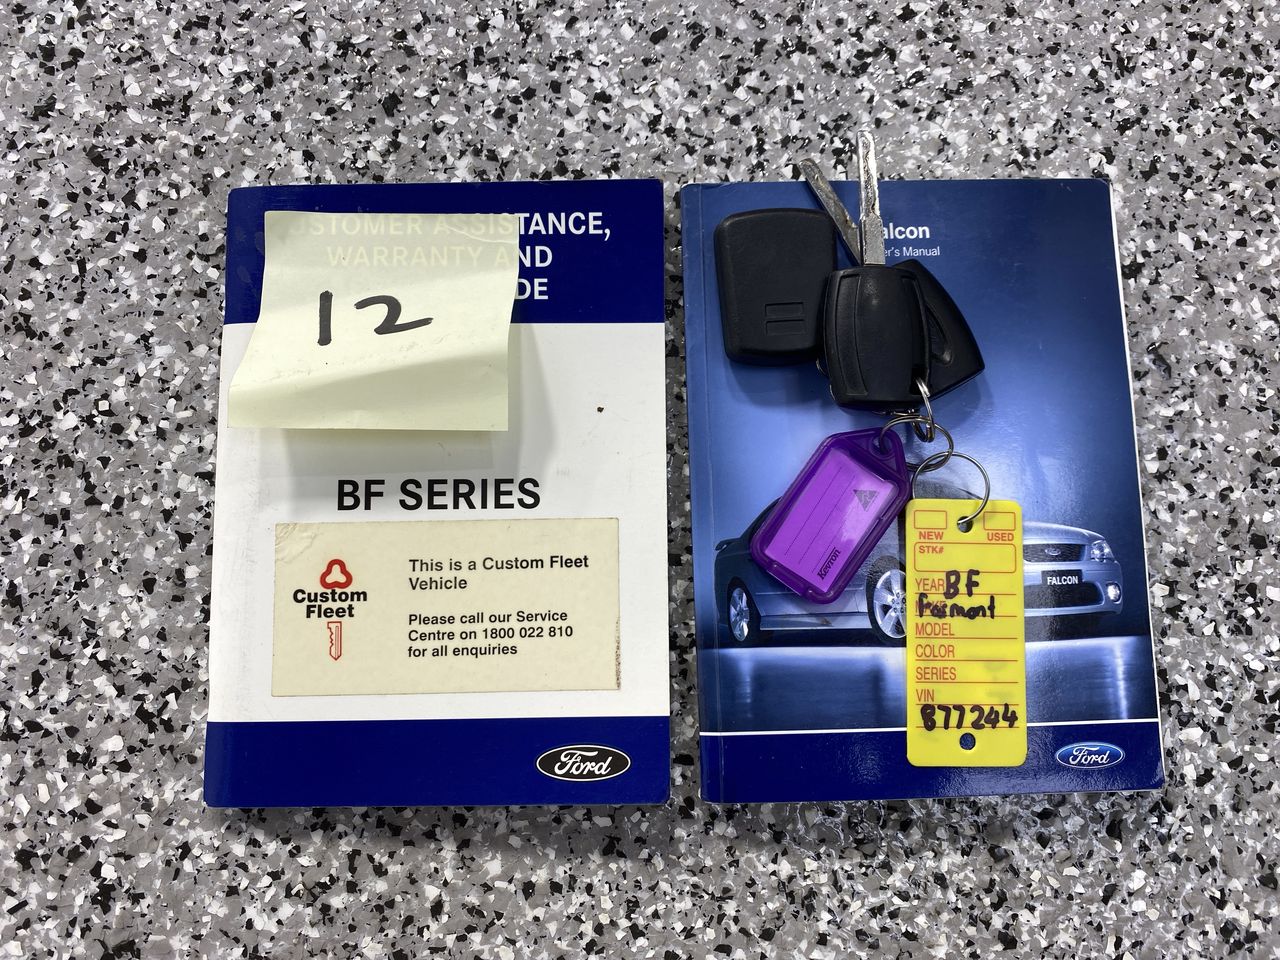 STOMER ASSISTANCE,
WARRANTY AND
DE
12
BF SERIES
Custom
Fleet
This is a Custom Fleet
Vehicle
Please call our Service
Centre on 1800 022 810
for all enquiries
Ford
alcon
er's Manual
Kevron
NEW USED
STK#
YEAR BF
Fairmont
MODEL
COLOR
SERIES
VIN
877244
FALCON
Ford